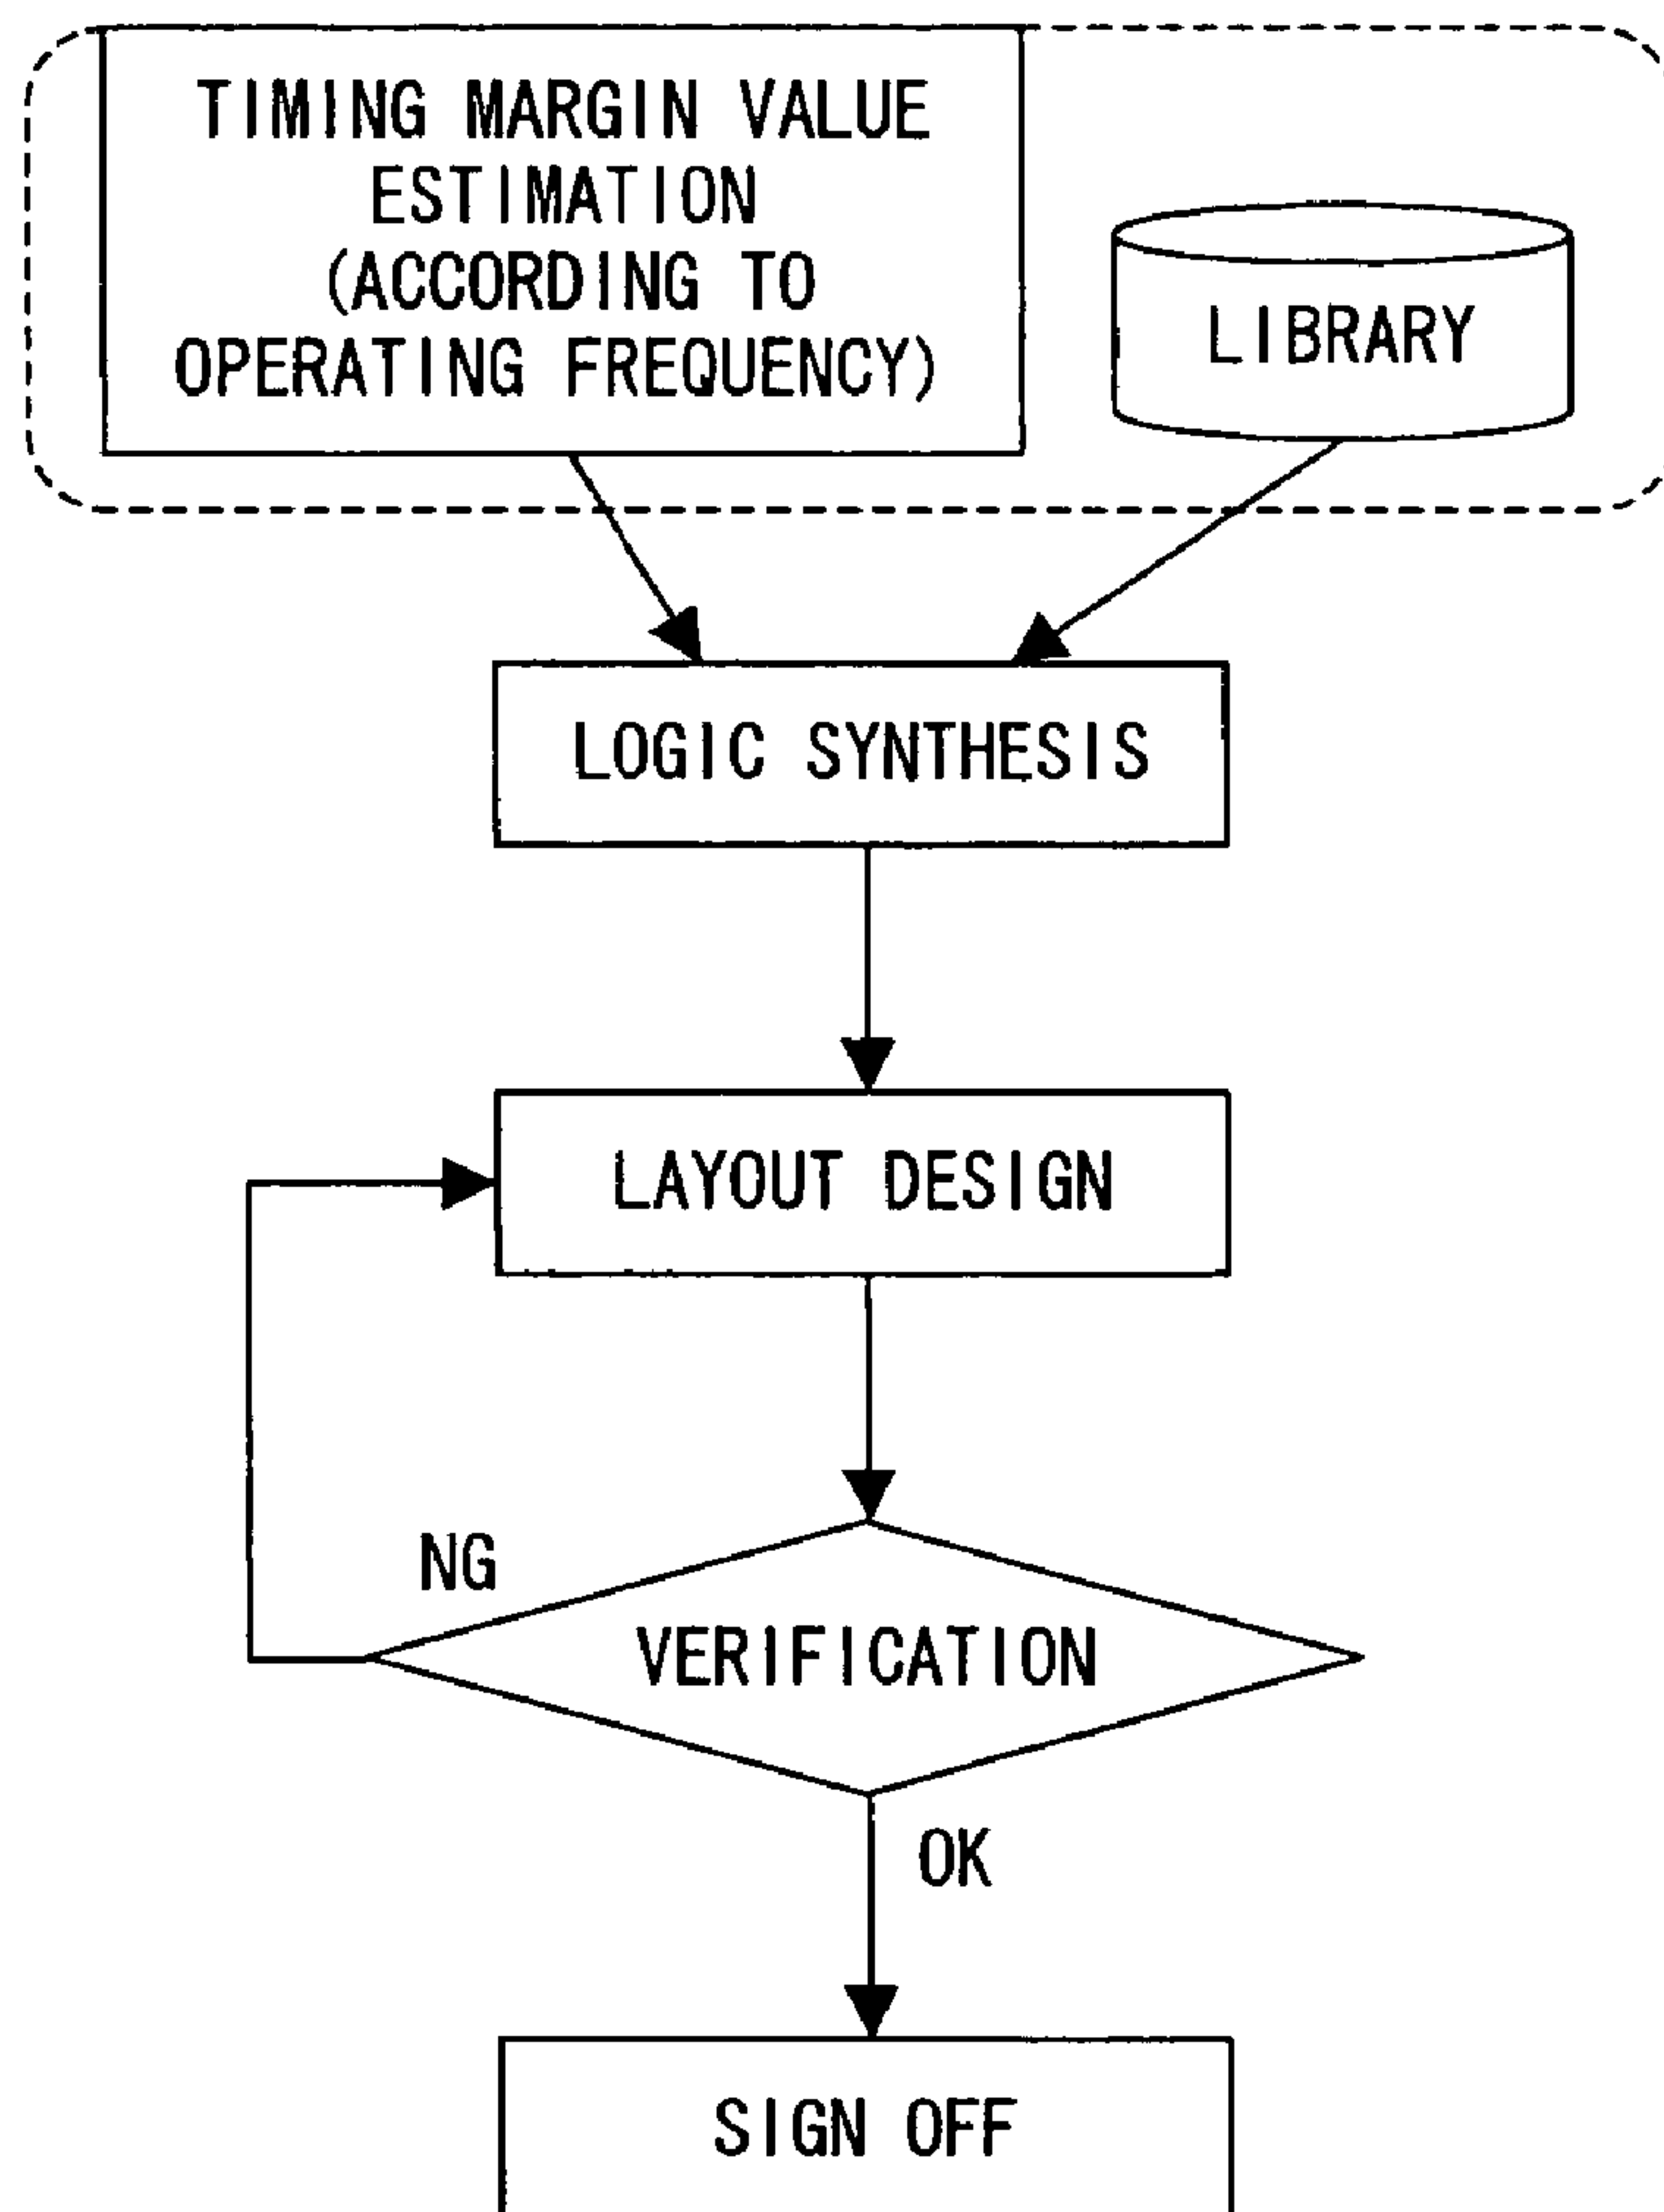 TIMING MARGIN VALUE
ESTIMATION
(ACCORDING TO
OPERATING FREQUENCY)
LIBRARY
LOGIC SYNTHESIS
LAYOUT DESIGN
NG
VERIFICATION
OK
SIGN OFF